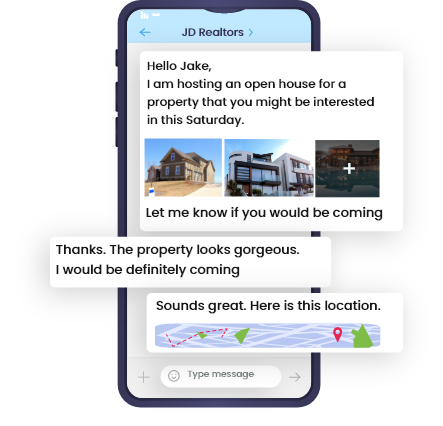 JD Realtors
Hello Jake,
I am hosting an open house for a
property that you might be interested
in this Saturday.
Let me know if you would be coming
Thanks. The property looks gorgeous.
I would be definitely coming
Sounds great. Here is this location.
Type message